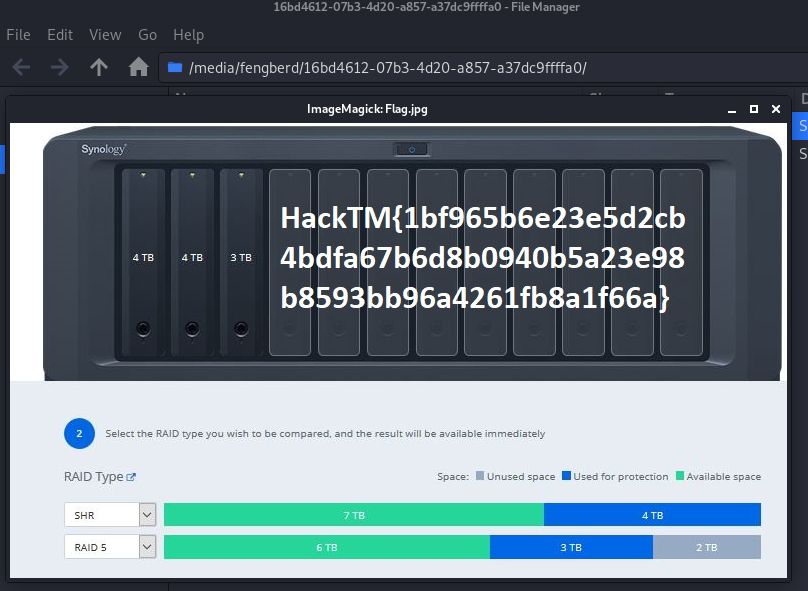 16bd4612-07b3-4d20-a857-a37dc9ffffa0 - File Manager
File Edit View Go Help
/media/fengberd/16bd4612-07b3-4d20-a857-a37dc9ffffa0/
ImageMagick: Flag.jpg
Synology
4 TB 4 TB 3 TB
HackTM{1bf965b6e23e5d2cb
4bdfa67b6d8b0940b5a23e98
b8593bb96a4261fb8a1f66a}
2 Select the RAID type you wish to be compared, and the result will be available immediately
RAID Type Space: Unused space Used for protection Available space
SHR 7 TB 4 TB
RAID 5 6 TB 3 TB 2 TB